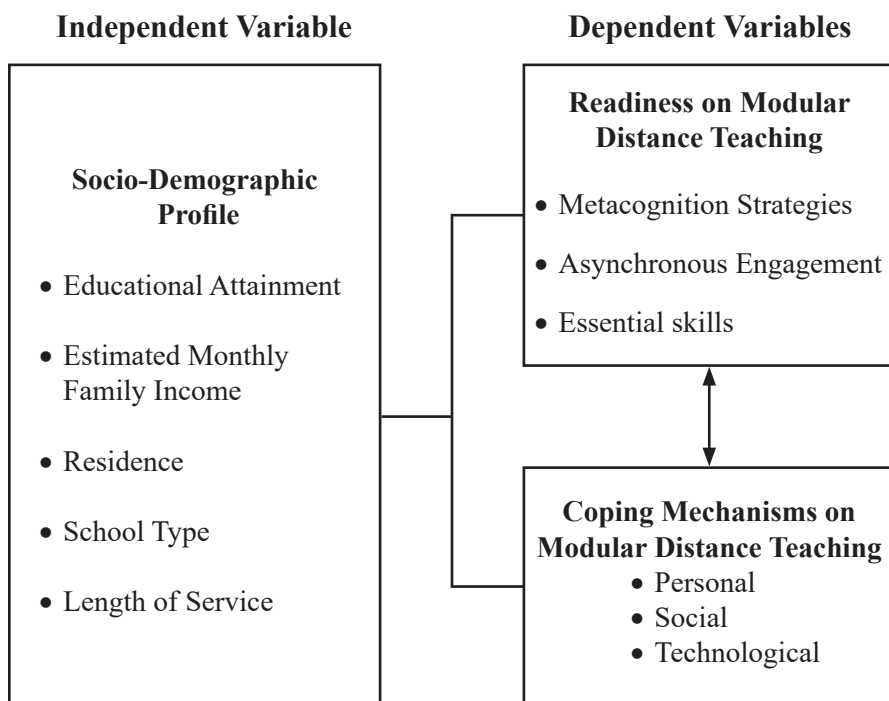 Independent Variable
Socio-Demographic
Profile
• Educational Attainment
• Estimated Monthly
Family Income
• Residence
• School Type
• Length of Service
Dependent Variables
Readiness on Modular
Distance Teaching
• Metacognition Strategies
• Asynchronous Engagement
• Essential skills
Coping Mechanisms on
Modular Distance Teaching
• Personal
• Social
• Technological